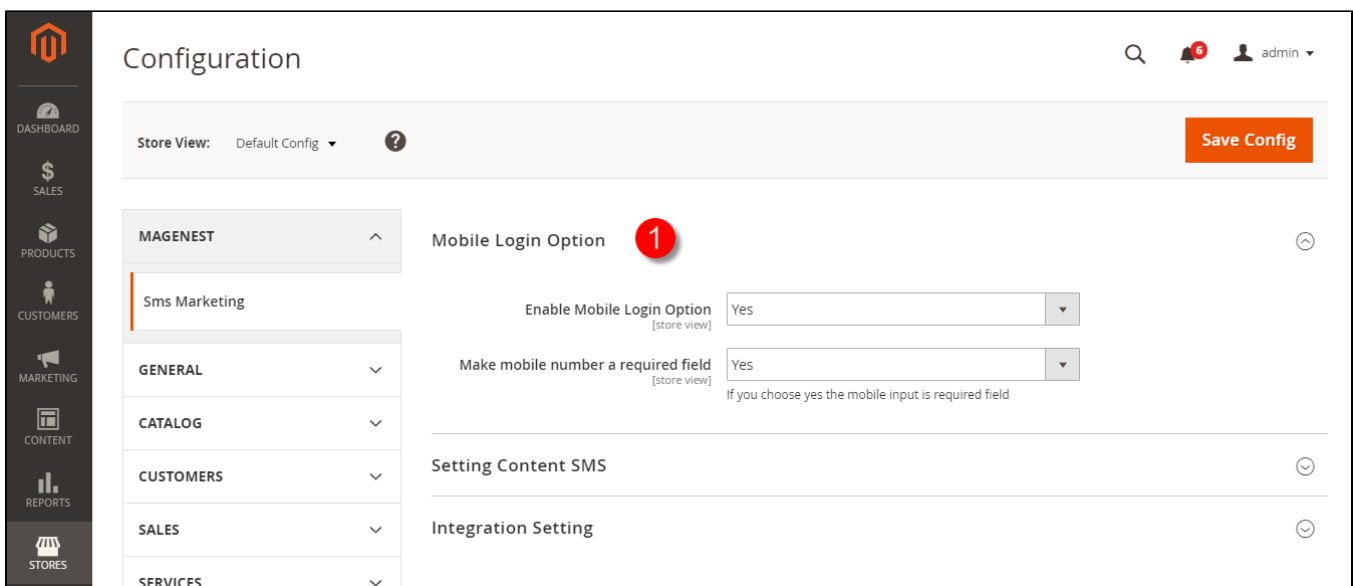 Configuration
6
admin
DASHBOARD
Store View: Default Config
?
Save Config
$
SALES
MAGENEST
Mobile Login Option
1
PRODUCTS
Sms Marketing
Enable Mobile Login Option
Yes
[store view]
CUSTOMERS
GENERAL
Make mobile number a required field
Yes
[store view]
If you choose yes the mobile input is required field
MARKETING
CATALOG
CONTENT
CUSTOMERS
Setting Content SMS
REPORTS
SALES
Integration Setting
STORES
SERVICES